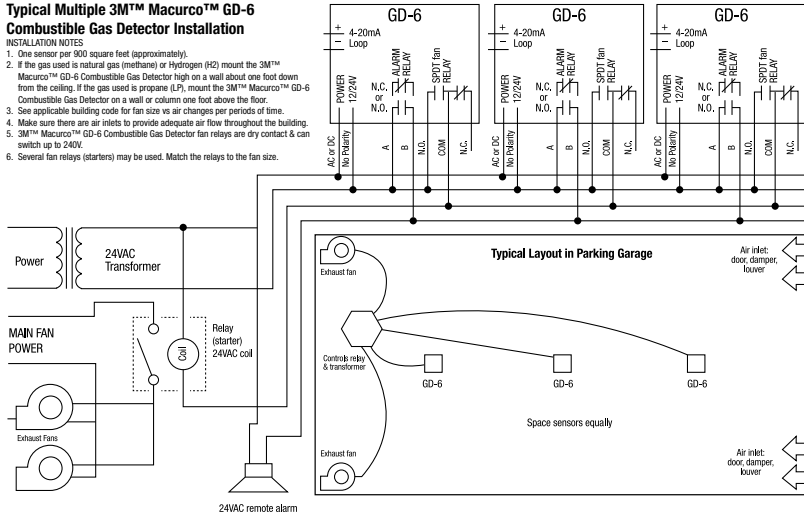 Typical Multiple 3M™ Macurco™ GD-6
Combustible Gas Detector Installation
INSTALLATION NOTES
1. One sensor per 900 square feet (approximately).
2. If the gas used is natural gas (methane) or Hydrogen (H2) mount the 3M™
Macurco™ GD-6 Combustible Gas Detector high on a wall about one foot down
from the ceiling. If the gas used is propane (LP), mount the 3M™ Macurco™ GD-6
Combustible Gas Detector on a wall or column one foot above the floor.
3. See applicable building code for fan size vs air changes per periods of time.
4. Make sure there are air inlets to provide adequate air flow throughout the building.
5. 3M™ Macurco™ GD-6 Combustible Gas Detector fan relays are dry contact & can
switch up to 240V.
6. Several fan relays (starters) may be used. Match the relays to the fan size.
GD-6
+
4-20mA
–
Loop
POWER
12/24V
N.C.
or
N.O.
ALARM
RELAY
SPDT fan
RELAY
AC or DC
No Polarity
A
B
N.O.
COM
N.C.
GD-6
+
4-20mA
–
Loop
POWER
12/24V
N.C.
or
N.O.
ALARM
RELAY
SPDT fan
RELAY
AC or DC
No Polarity
A
B
N.O.
COM
N.C.
GD-6
+
4-20mA
–
Loop
POWER
12/24V
N.C.
or
N.O.
ALARM
RELAY
SPDT fan
RELAY
AC or DC
No Polarity
A
B
N.O.
COM
N.C.
Power
24VAC
Transformer
MAIN FAN
POWER
Coil
Relay
(starter)
24VAC coil
Exhaust Fans
24VAC remote alarm
Typical Layout in Parking Garage
Exhaust fan
Air inlet:
door, damper,
louver
Controls relay
& transformer
GD-6
GD-6
GD-6
Space sensors equally
Exhaust fan
Air inlet:
door, damper,
louver